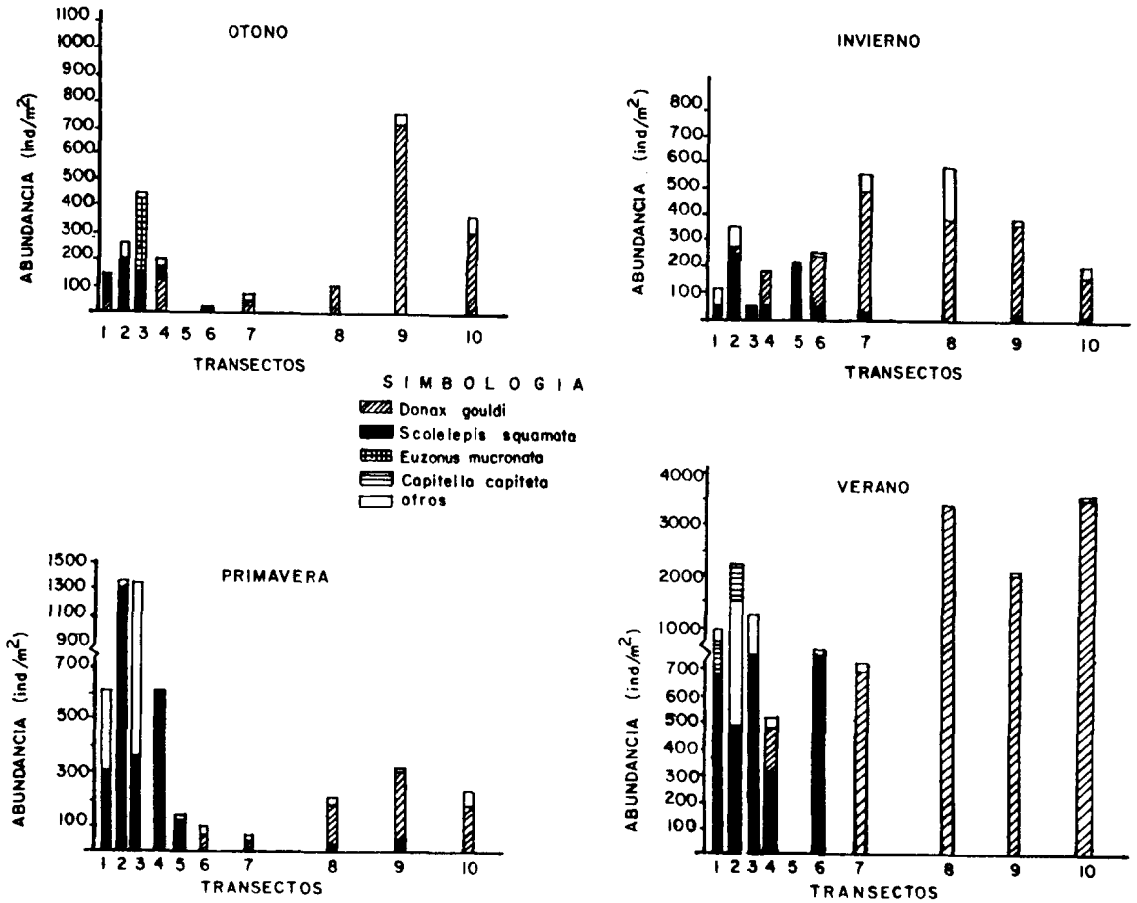 OTONO
ABUNDANCIA (ind/m2)
1100
1000
900
800
700
600
500
400
300
200
100
1 2 3 4 5 6 7 8 9 10
TRANSECTOS
INVIERNO
ABUNDANCIA (ind/m2)
800
700
600
500
400
300
200
100
1 2 3 4 5 6 7 8 9 10
TRANSECTOS
SIMBOLOGIA
Donax gouldi
Scolelepis squamata
Euzonus mucronata
Capitella capiteta
otros
PRIMAVERA
ABUNDANCIA (ind/m2)
1500
1300
1100
900
700
500
300
100
1 2 3 4 5 6 7 8 9 10
TRANSECTOS
VERANO
ABUNDANCIA (ind/m2)
4000
3000
2000
1000
700
600
500
400
300
200
100
1 2 3 4 5 6 7 8 9 10
TRANSECTOS